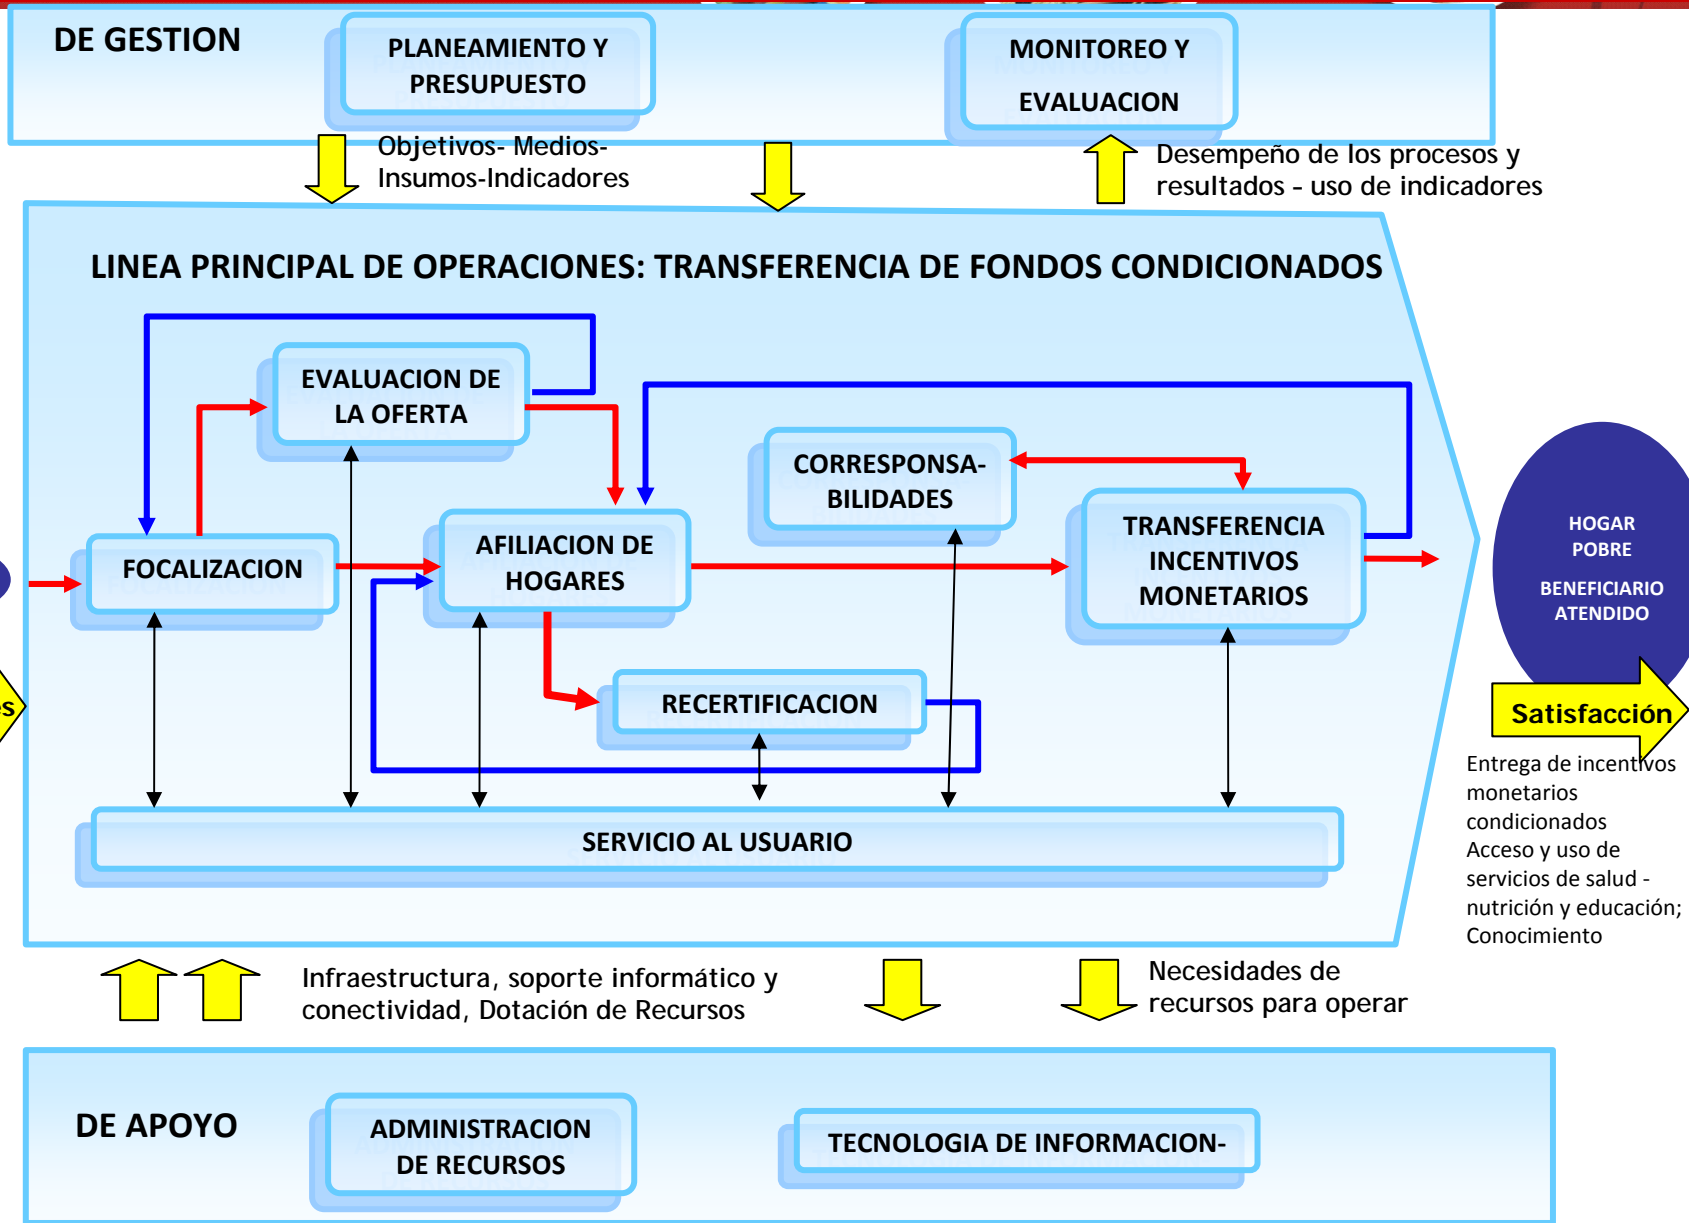 DE GESTION
PLANEAMIENTO Y
PRESUPUESTO
MONITOREO Y
EVALUACION
Objetivos- Medios-
Insumos-Indicadores
Desempeño de los procesos y
resultados - uso de indicadores
LINEA PRINCIPAL DE OPERACIONES: TRANSFERENCIA DE FONDOS CONDICIONADOS
EVALUACION DE
LA OFERTA
CORRESPONSA-
BILIDADES
FOCALIZACION
AFILIACION DE
HOGARES
TRANSFERENCIA
INCENTIVOS
MONETARIOS
RECERTIFICACION
SERVICIO AL USUARIO
HOGAR
POBRE
BENEFICIARIO
ATENDIDO
Satisfacción
Entrega de incentivos
monetarios
condicionados
Acceso y uso de
servicios de salud -
nutrición y educación;
Conocimiento
Infraestructura, soporte informático y
conectividad, Dotación de Recursos
Necesidades de
recursos para operar
DE APOYO
ADMINISTRACION
DE RECURSOS
TECNOLOGIA DE INFORMACION-